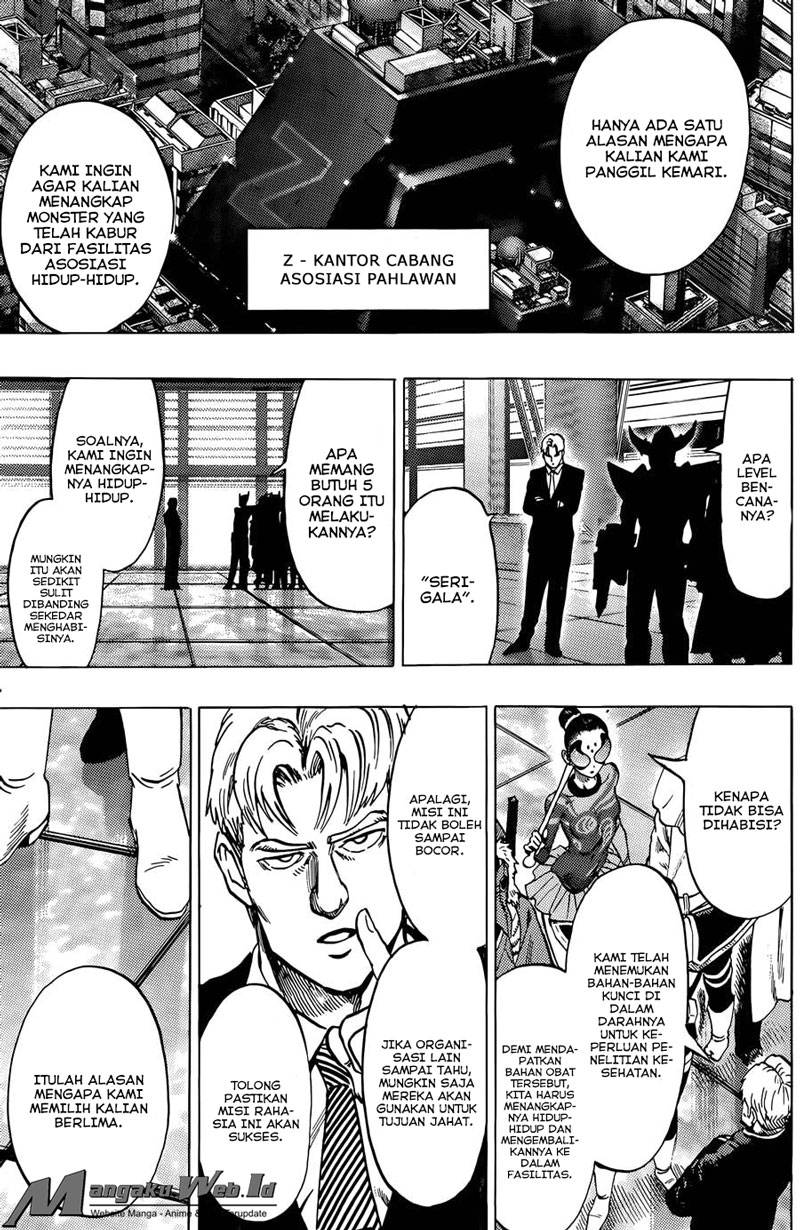 HANYA ADA SATU
ALASAN MENGAPA
KALIAN KAMI
PANGGIL KEMARI.
KAMI INGIN
AGAR KALIAN
MENANGKAP
MONSTER YANG
TELAH KABUR
DARI FASILITAS
ASOSIASI
HIDUP-HIDUP.
Z
Z - KANTOR CABANG
ASOSIASI PAHLAWAN
APA
LEVEL
BEN-
CANA-
NYA?
"SERI-
GALA".
APA
MEMANG
BUTUH 5
ORANG ITU
MELAKU-
KANNYA?
SOALNYA,
KAMI INGIN
MENANGKAP-
NYA HIDUP-
HIDUP.
MUNGKIN
ITU AKAN
SEDIKIT
SULIT
DIBANDING
SEKEDAR
MENGHABI-
SINYA.
KENAPA
TIDAK BISA
DIHABISI?
KAMI TELAH
MENEMUKAN
BAHAN-BAHAN
KUNCI DI
DALAM
DARAHNYA
UNTUK KE-
PERLUAN PE-
NELITIAN KE-
SEHATAN.
DEMI MENDA-
PATKAN
BAHAN OBAT
TERSEBUT,
KITA HARUS
MENANGKAP-
NYA HIDUP-
HIDUP DAN
MENGEMBALI-
KANNYA KE
DALAM
FASILITAS.
APALAGI,
MISI INI
TIDAK BOLEH
SAMPAI
BOCOR.
JIKA ORGANI-
SASI LAIN
SAMPAI TAHU,
MUNGKIN SAJA
MEREKA AKAN
GUNAKAN UNTUK
TUJUAN JAHAT.
TOLONG
PASTIKAN
MISI RAHA-
SIA INI AKAN
SUKSES.
ITULAH ALASAN
MENGAPA KAMI
MEMILIH KALIAN
BERLIMA.
Mangaku-Web.Id
Website Manga - Anime &